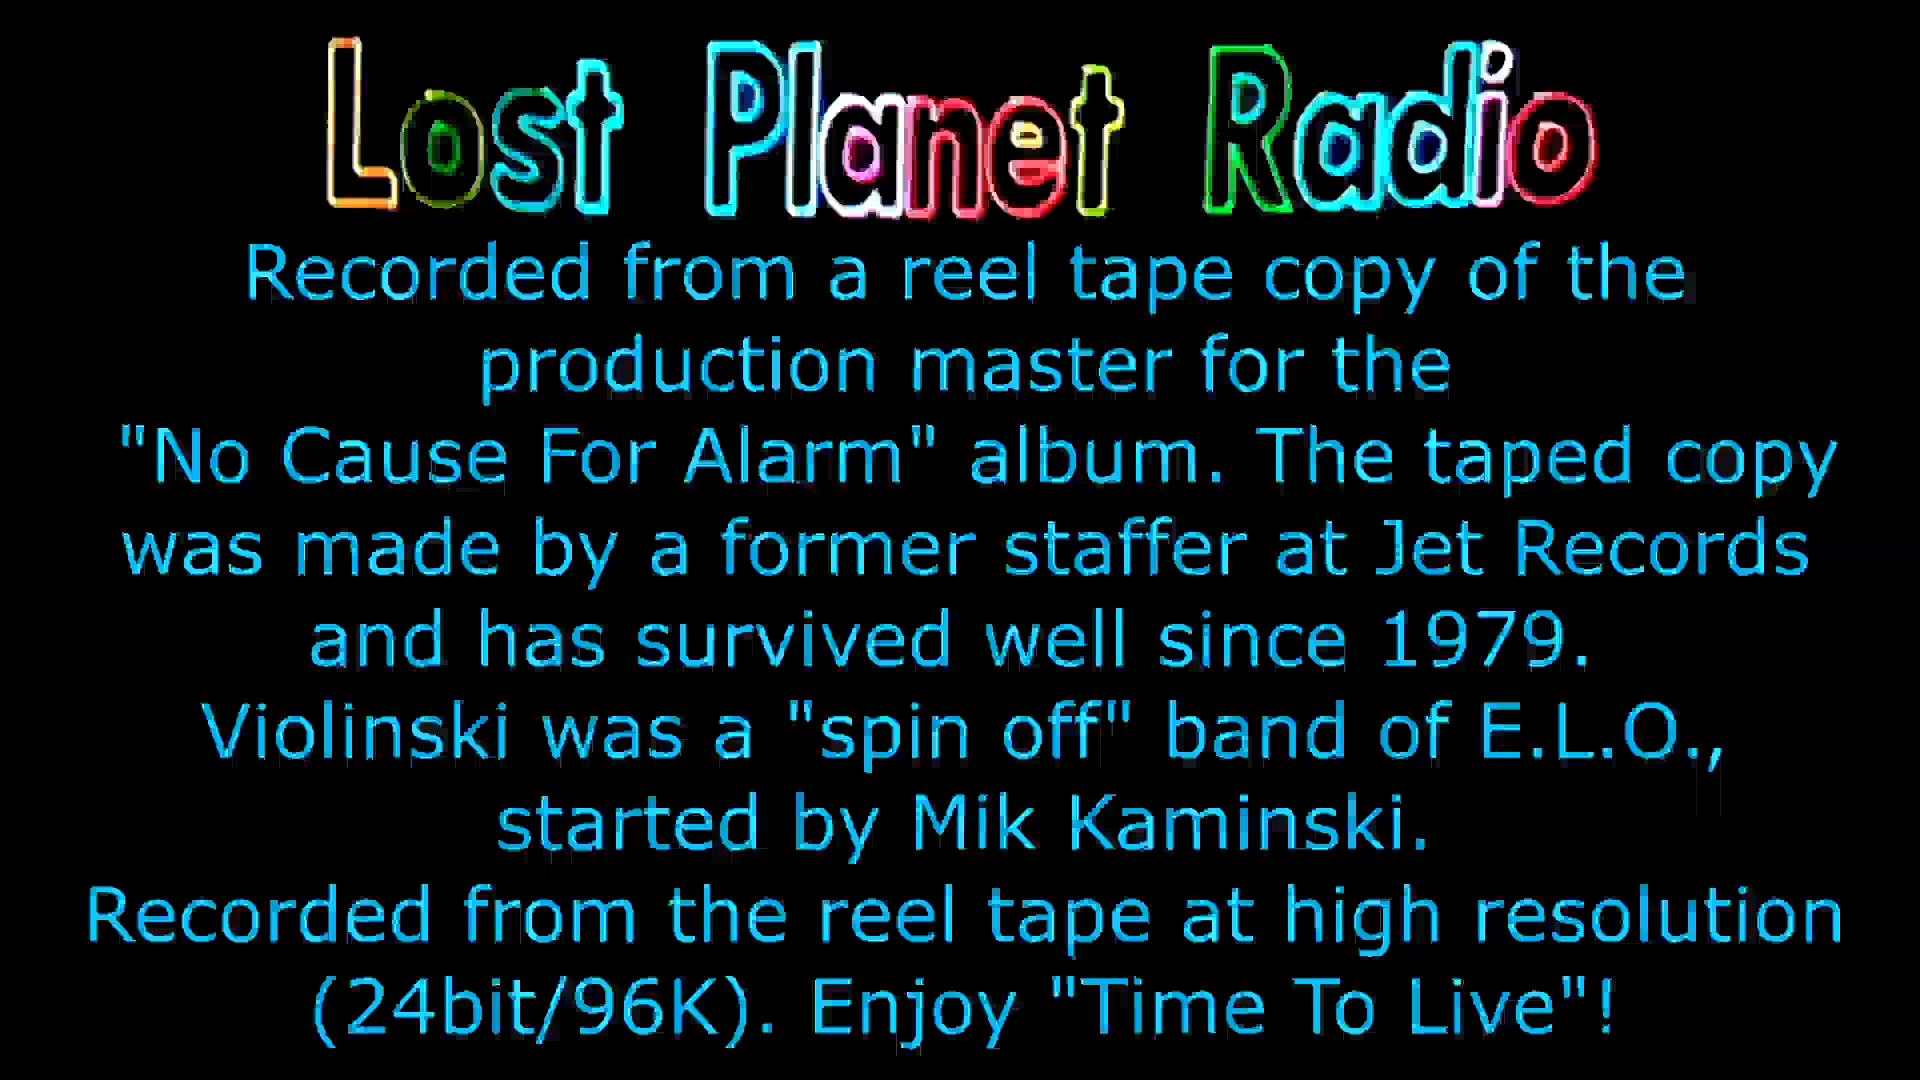 Lost Planet Radio
Recorded from a reel tape copy of the
production master for the
"No Cause For Alarm" album. The taped copy
was made by a former staffer at Jet Records
and has survived well since 1979.
Violinski was a "spin off" band of E.L.O.,
started by Mik Kaminski.
Recorded from the reel tape at high resolution
(24bit/96K). Enjoy "Time To Live"!